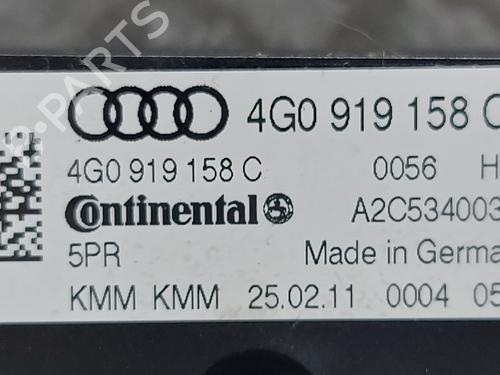 4G0 919 158 C
4G0 919 158 C 0056 H
Continental A2C534003
5PR Made in Germa
KMM KMM 25.02.11 0004 05